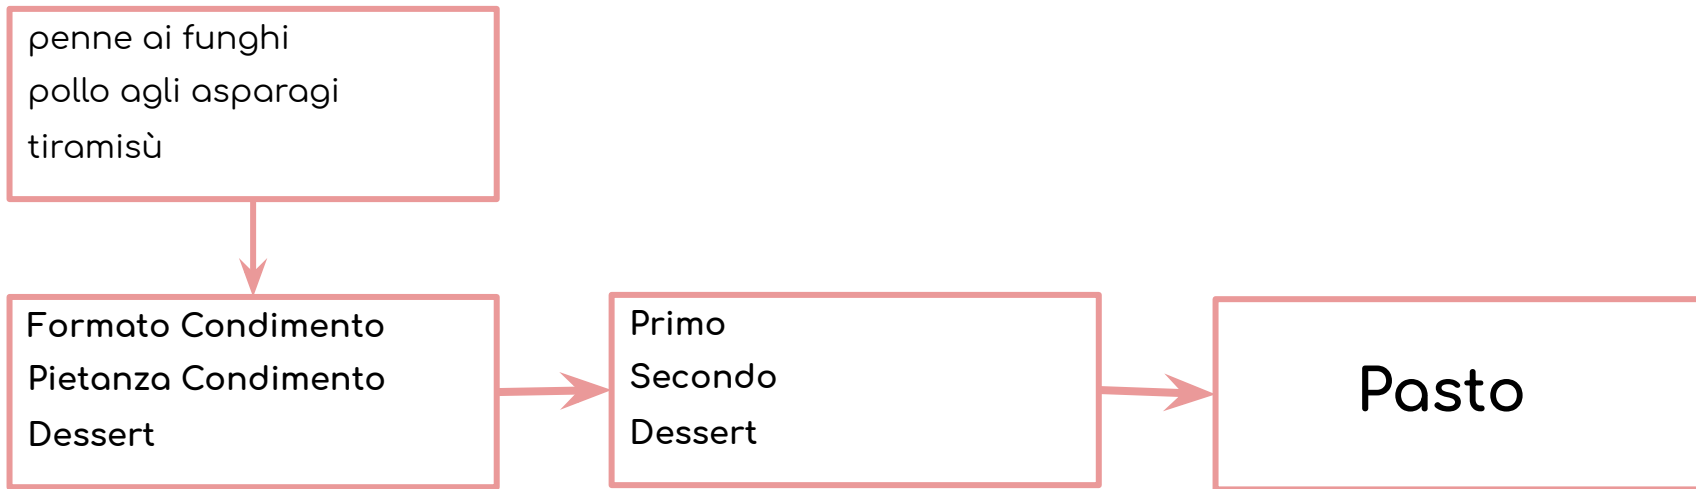 penne ai funghi
pollo agli asparagi
tiramisù
Formato Condimento
Pietanza Condimento
Dessert
Primo
Secondo
Dessert
Pasto